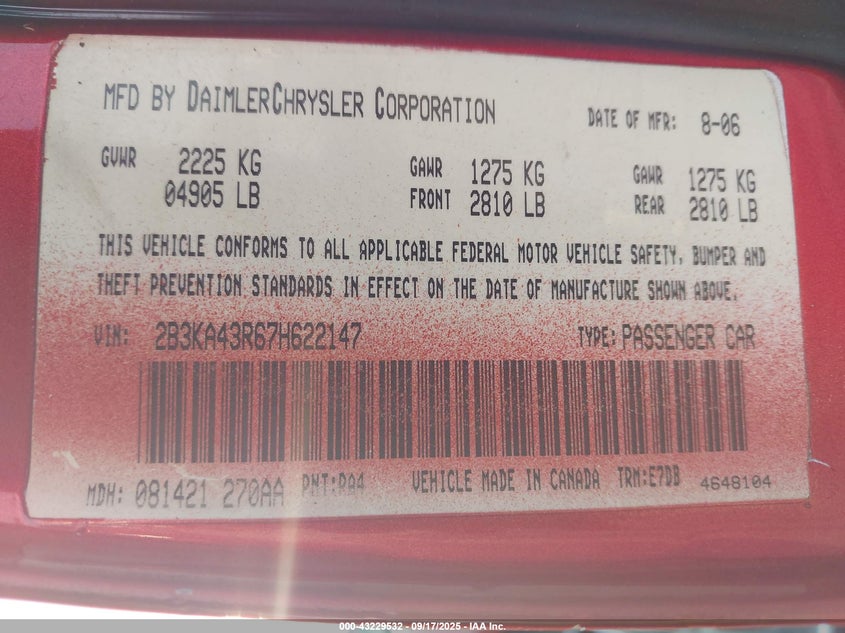 MFD BY DAIMLERCHRYSLER CORPORATION DATE OF MFR: 8-06
GVWR 2225 KG GAWR 1275 KG GAWR 1275 KG
04905 LB FRONT 2810 LB REAR 2810 LB
THIS VEHICLE CONFORMS TO ALL APPLICABLE FEDERAL MOTOR VEHICLE SAFETY, BUMPER AND
THEFT PREVENTION STANDARDS IN EFFECT ON THE DATE OF MANUFACTURE SHOWN ABOVE.
VIN: 2B3KA43R67H622147 TYPE: PASSENGER CAR
MDH: 081421 270AA PNT:RA4 VEHICLE MADE IN CANADA TRM:E7DB 4648104
000-43229532 - 09/17/2025 - IAA Inc.